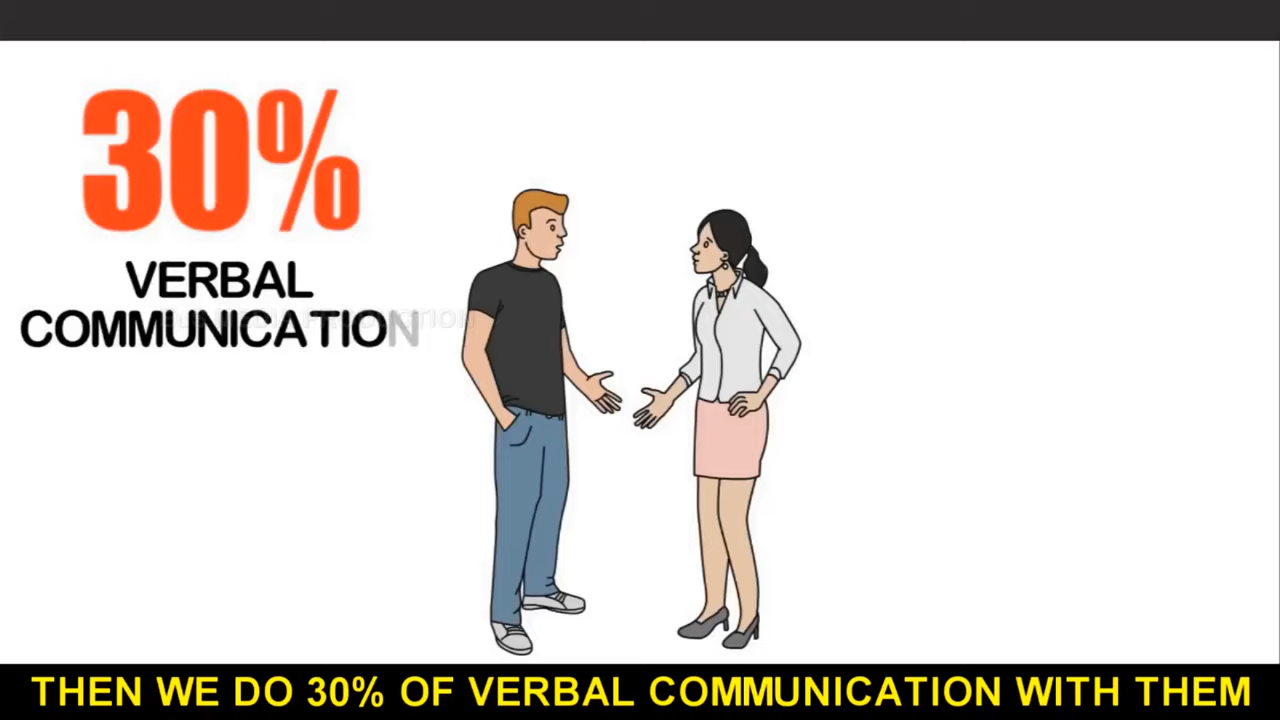 30%
VERBAL
COMMUNICATION
THEN WE DO 30% OF VERBAL COMMUNICATION WITH THEM